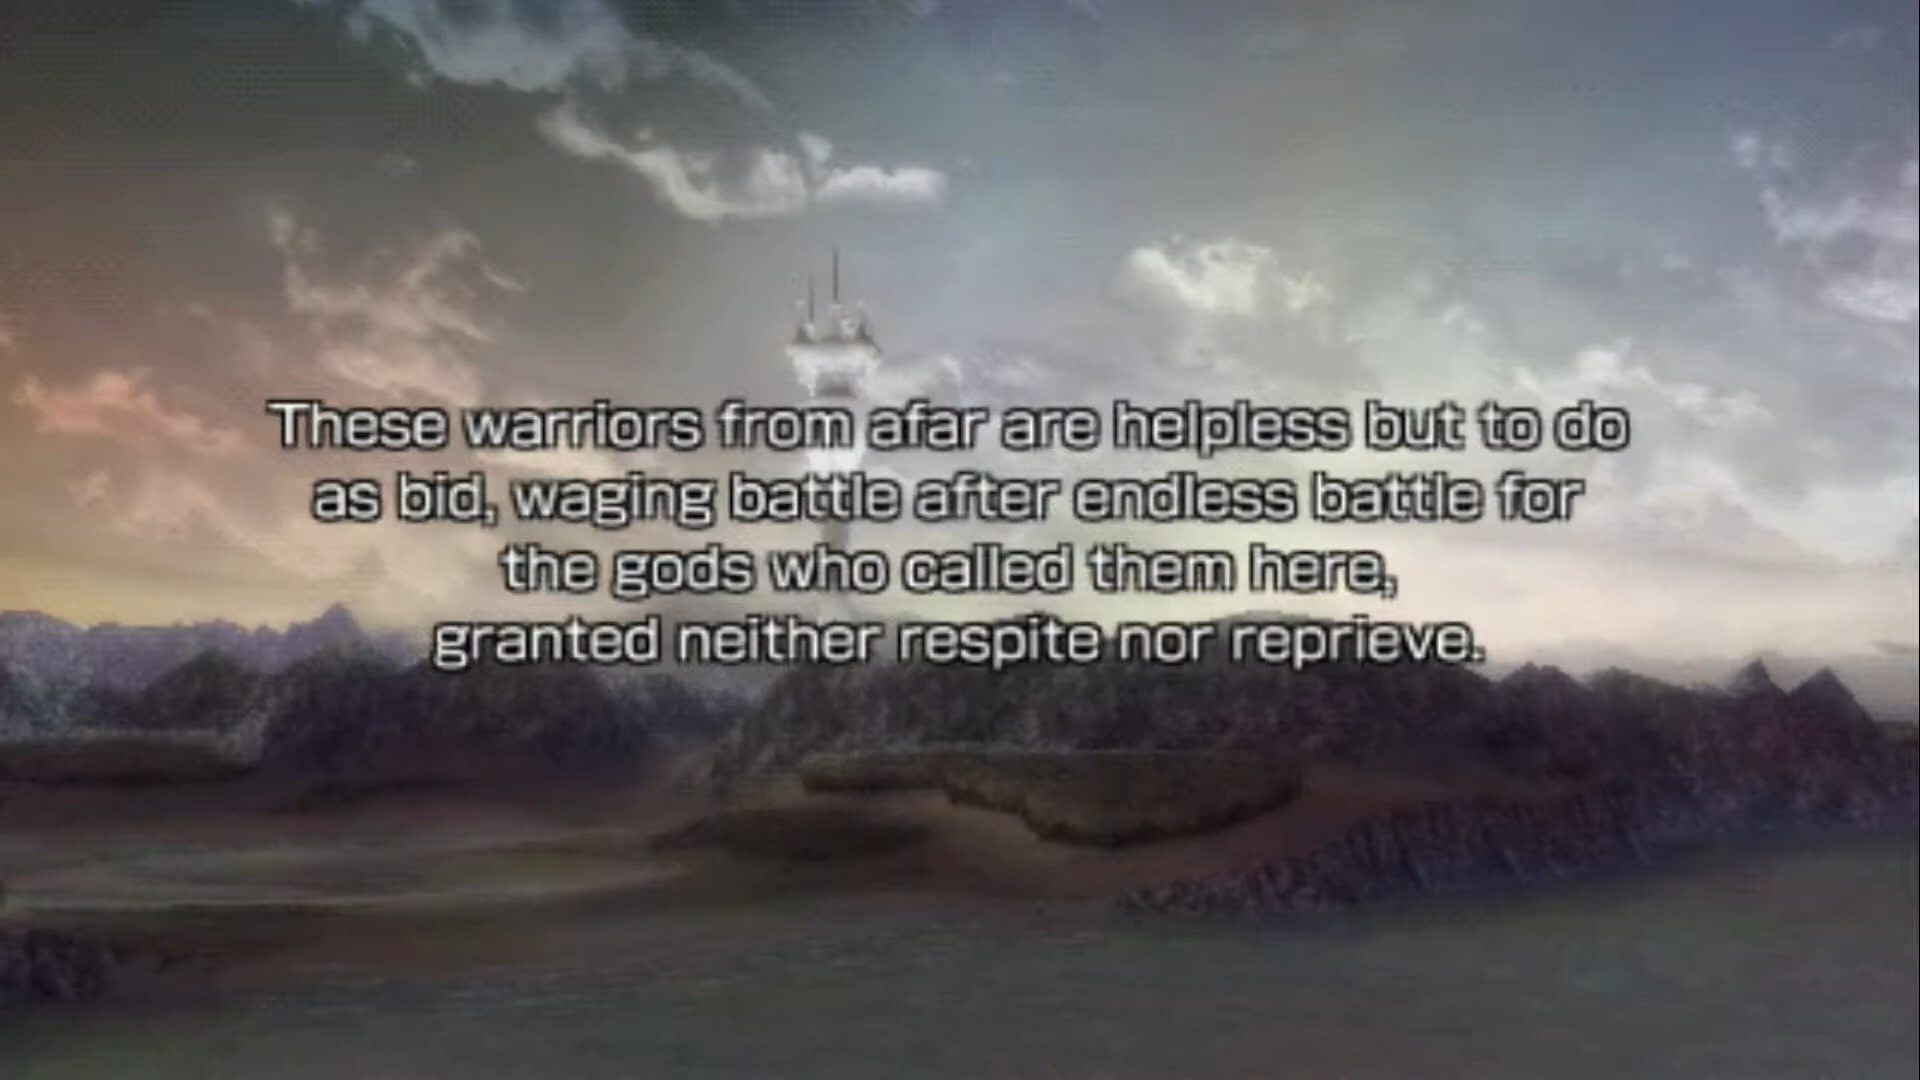 These warriors from afar are helpless but to do
as bid, waging battle after endless battle for
the gods who called them here,
granted neither respite nor reprieve.